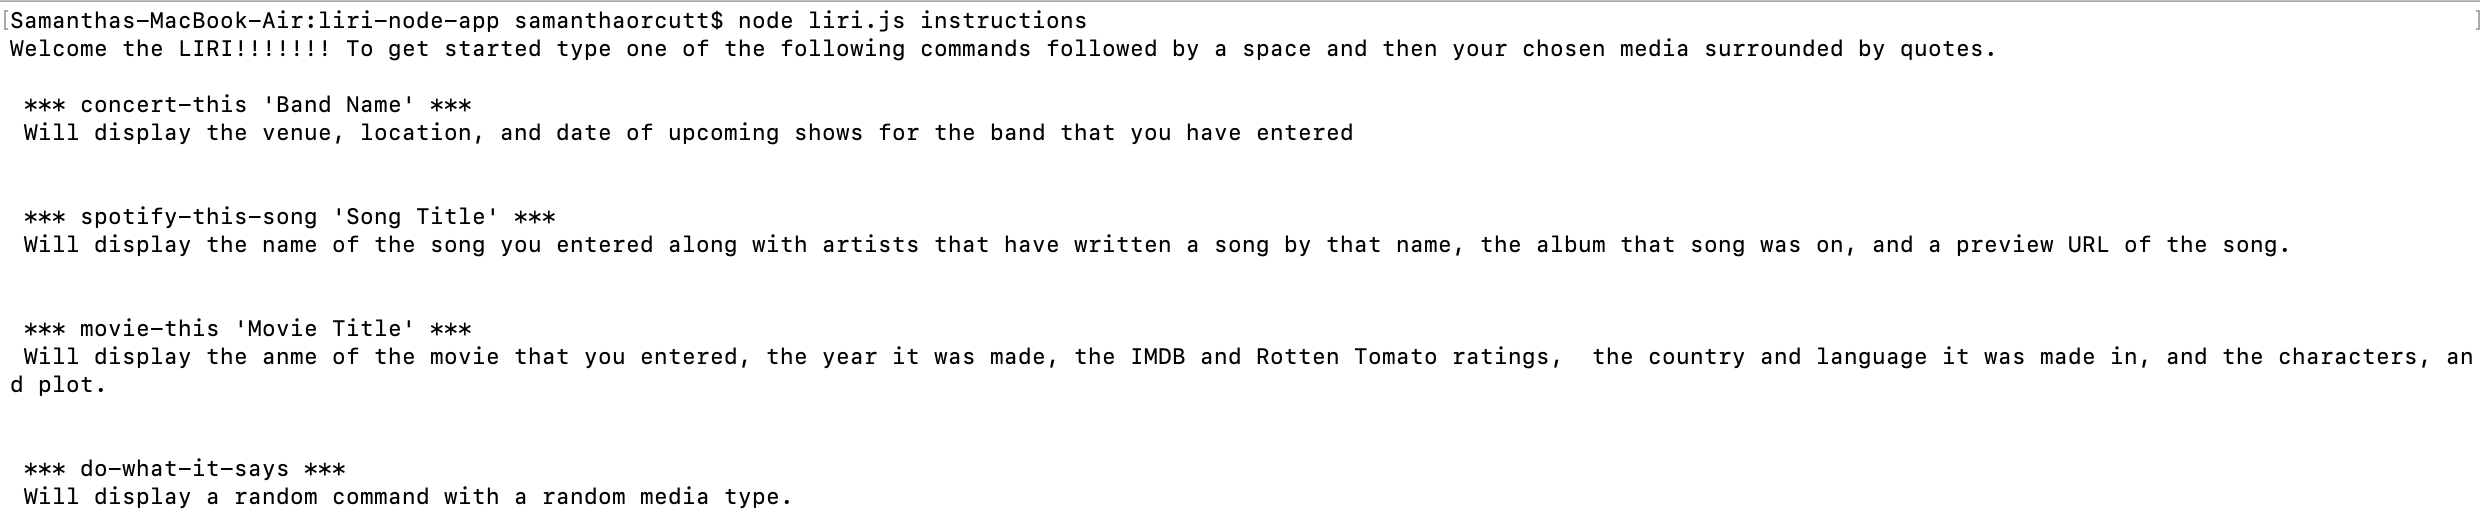 [Samanthas-MacBook-Air:liri-node-app samanthaorcutt$ node liri.js instructions ]
Welcome the LIRI!!!!!!! To get started type one of the following commands followed by a space and then your chosen media surrounded by quotes.
*** concert-this 'Band Name' ***
Will display the venue, location, and date of upcoming shows for the band that you have entered
*** spotify-this-song 'Song Title' ***
Will display the name of the song you entered along with artists that have written a song by that name, the album that song was on, and a preview URL of the song.
*** movie-this 'Movie Title' ***
Will display the anme of the movie that you entered, the year it was made, the IMDB and Rotten Tomato ratings,  the country and language it was made in, and the characters, an
d plot.
*** do-what-it-says ***
Will display a random command with a random media type.